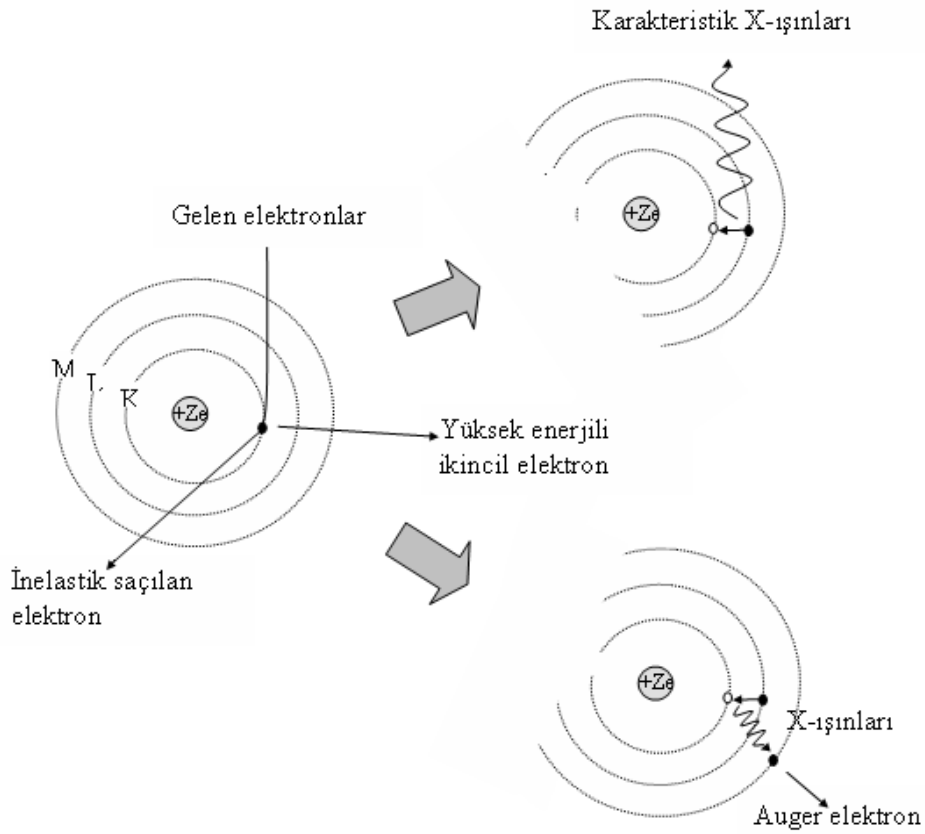 Karakteristik X-ışınları
+Ze
Gelen elektronlar
M
L
K
+Ze
Yüksek enerjili
ikincil elektron
İnelastik saçılan
elektron
+Ze
X-ışınları
Auger elektron